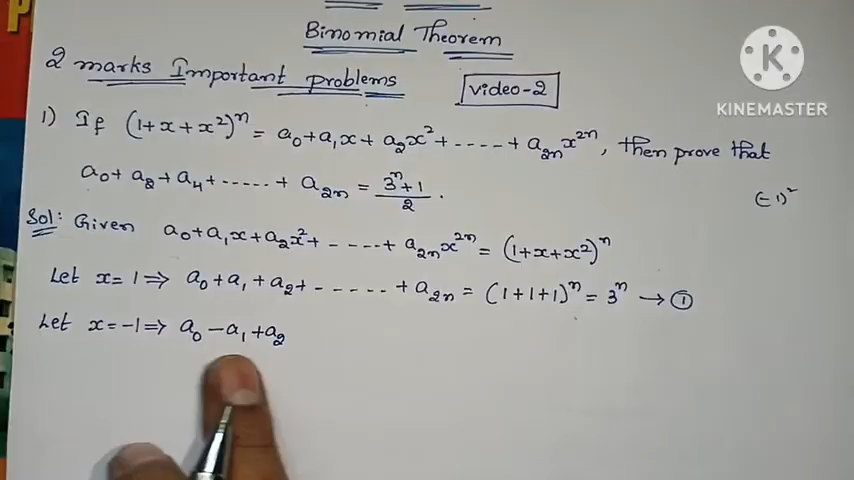 Binomial Theorem
2 marks Important problems
video-2
1) If (1+x+x²)ⁿ = a₀+a₁x+a₂x²+-----+a₂ₙx²ⁿ, then prove that
a₀+a₂+a₄+------+a₂ₙ = (3ⁿ+1)/2.
(-1)²
Sol: Given a₀+a₁x+a₂x²+-----+a₂ₙx²ⁿ = (1+x+x²)ⁿ
Let x=1 ⇒ a₀+a₁+a₂+------+a₂ₙ = (1+1+1)ⁿ = 3ⁿ → ①
Let x=-1 ⇒ a₀-a₁+a₂
K
KINEMASTER